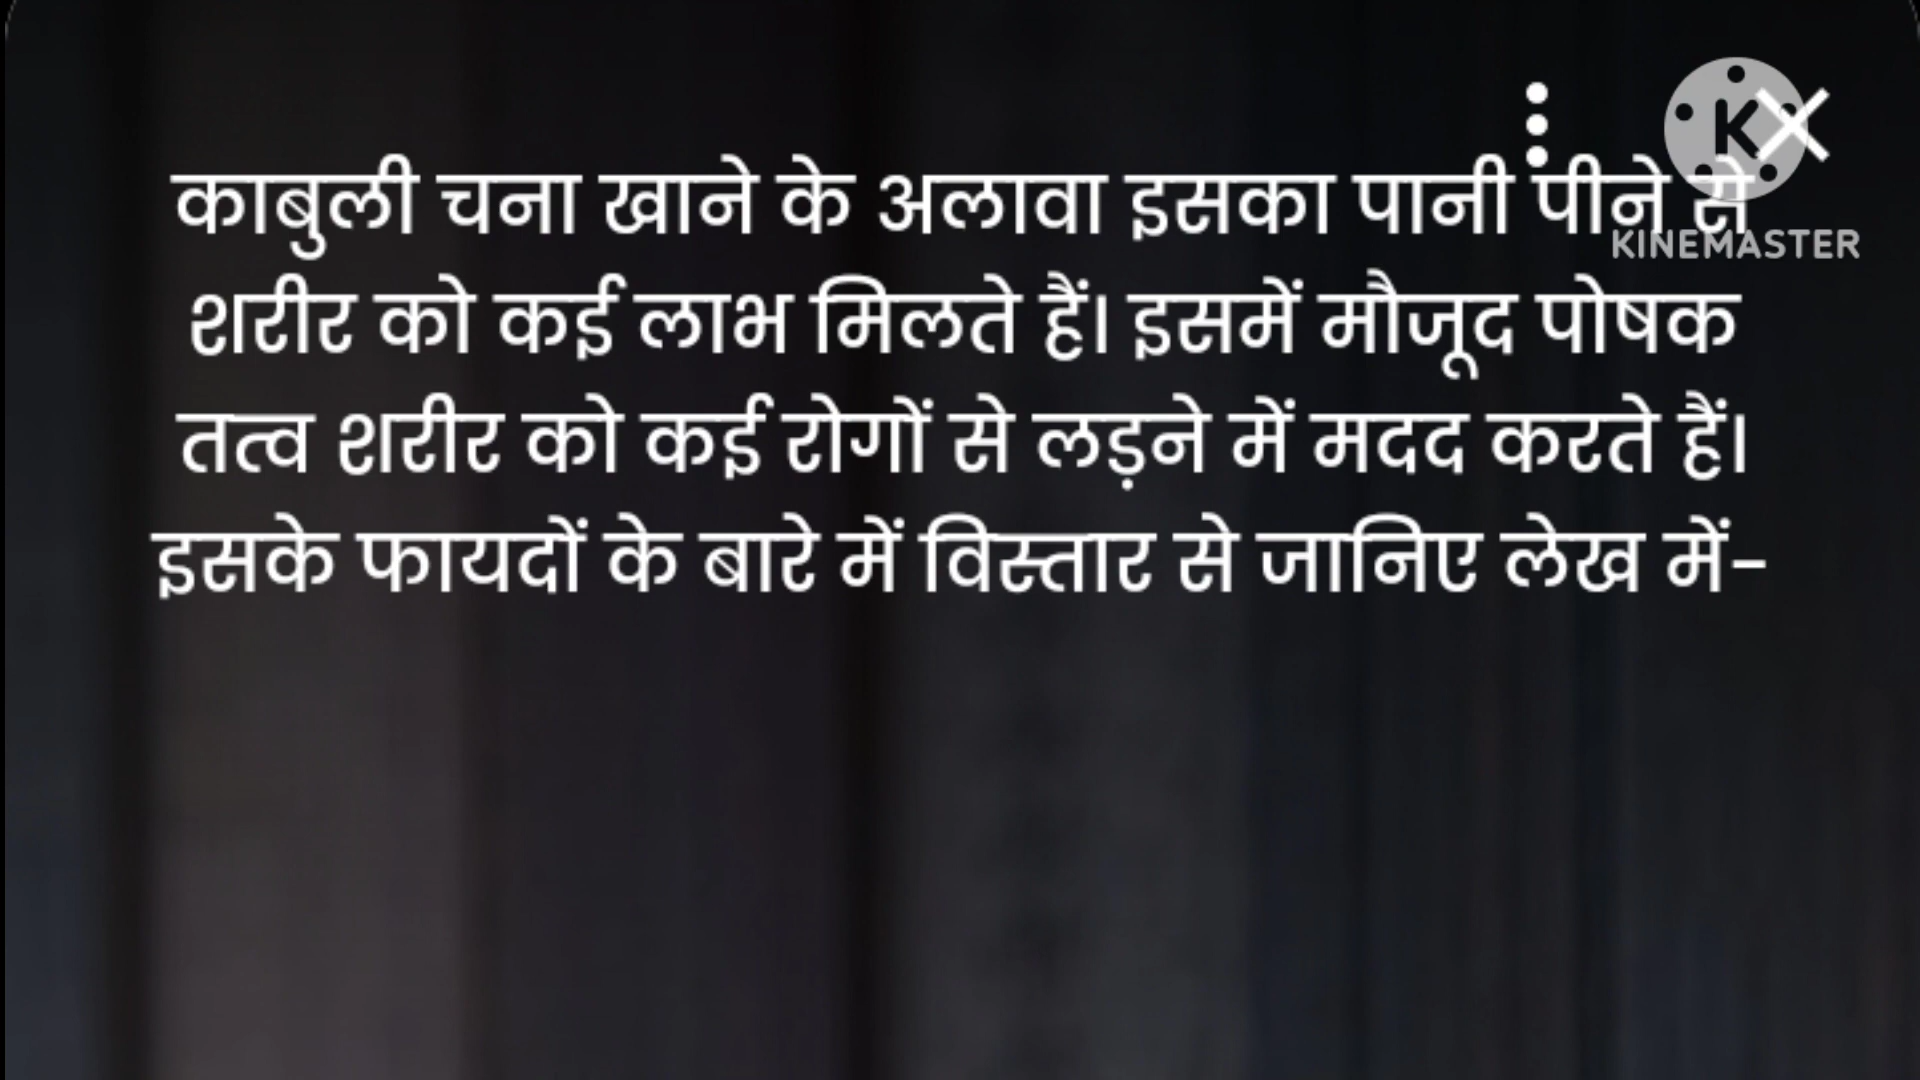 काबुली चना खाने के अलावा इसका पानी पीने से
KINEMASTER
शरीर को कई लाभ मिलते हैं। इसमें मौजूद पोषक
तत्व शरीर को कई रोगों से लड़ने में मदद करते हैं।
इसके फायदों के बारे में विस्तार से जानिए लेख में-